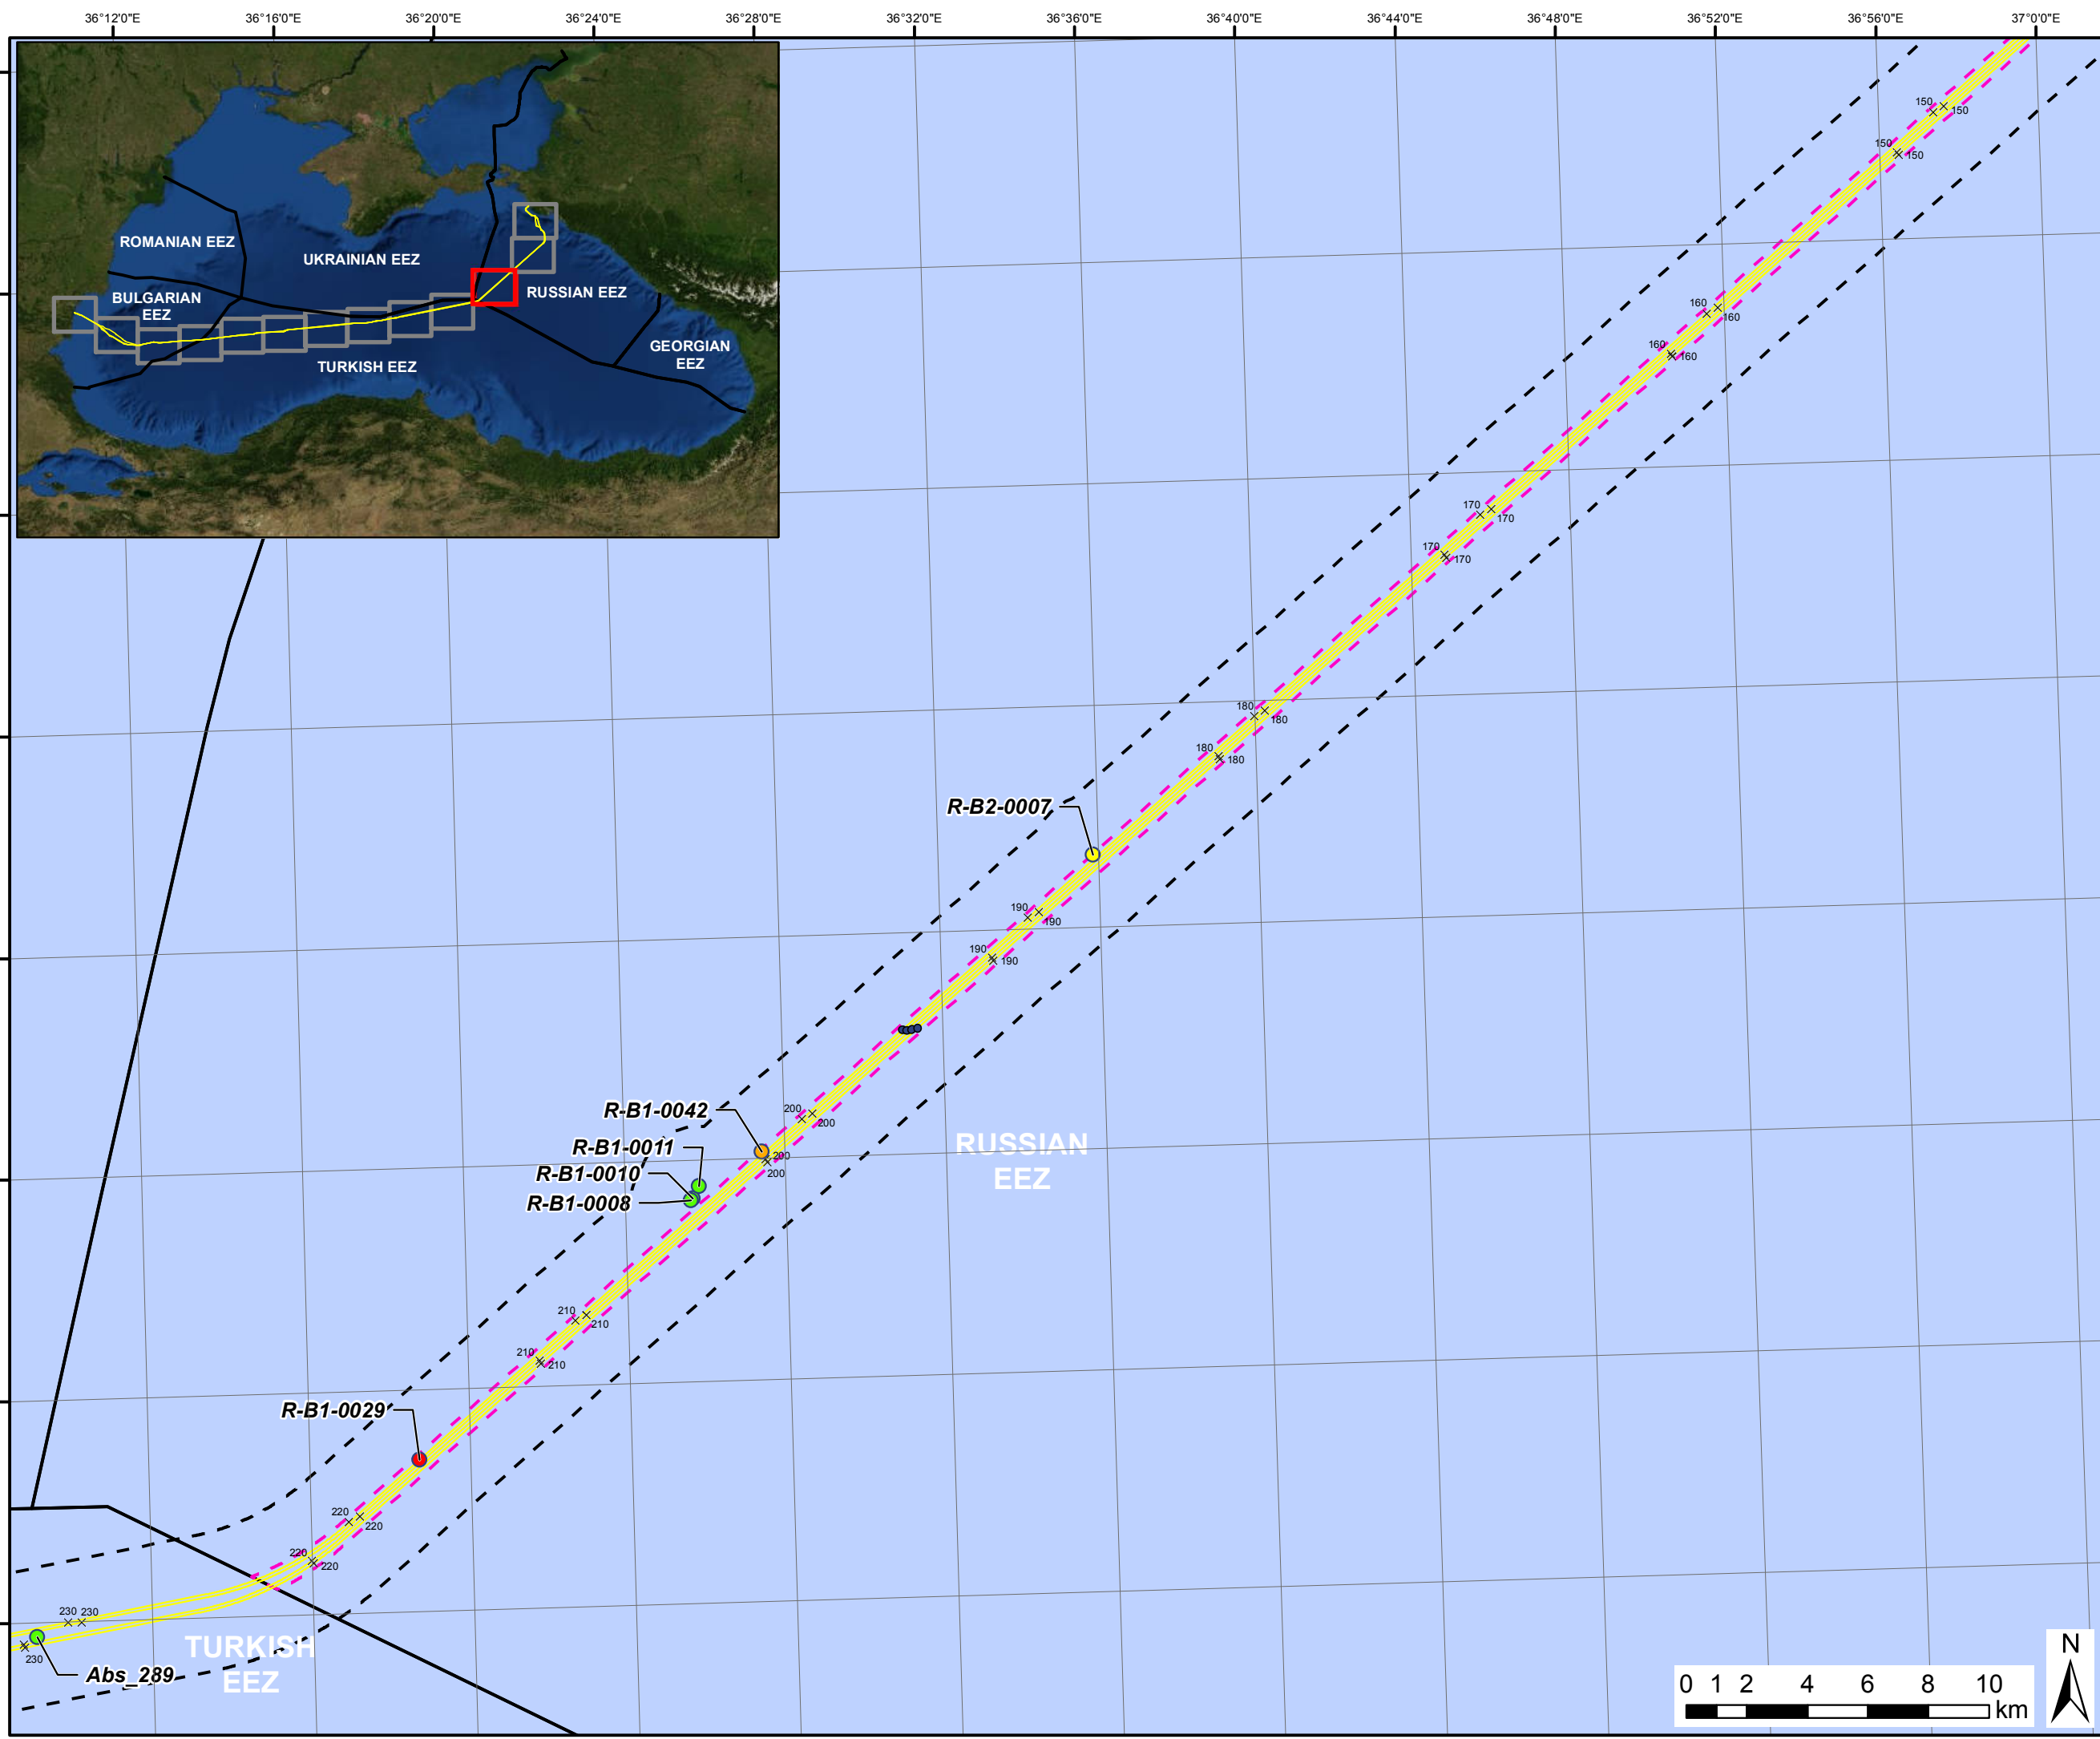 36°12'0"E 36°16'0"E 36°20'0"E 36°24'0"E 36°28'0"E 36°32'0"E 36°36'0"E 36°40'0"E 36°44'0"E 36°48'0"E 36°52'0"E 36°56'0"E 37°0'0"E
ROMANIAN EEZ
UKRAINIAN EEZ
BULGARIAN
EEZ
RUSSIAN EEZ
GEORGIAN
EEZ
TURKISH EEZ
150
150
150
150
160
160
160
160
170
170
170
170
180
180
180
180
R-B2-0007
190
190
190
190
R-B1-0042
200
200
R-B1-0011
200
200
R-B1-0010
R-B1-0008
RUSSIAN
EEZ
210
210
210
210
R-B1-0029
220
220
220
220
230 230
230
TURKISH
EEZ
Abs_289
N
0 1 2 4 6 8 10
km